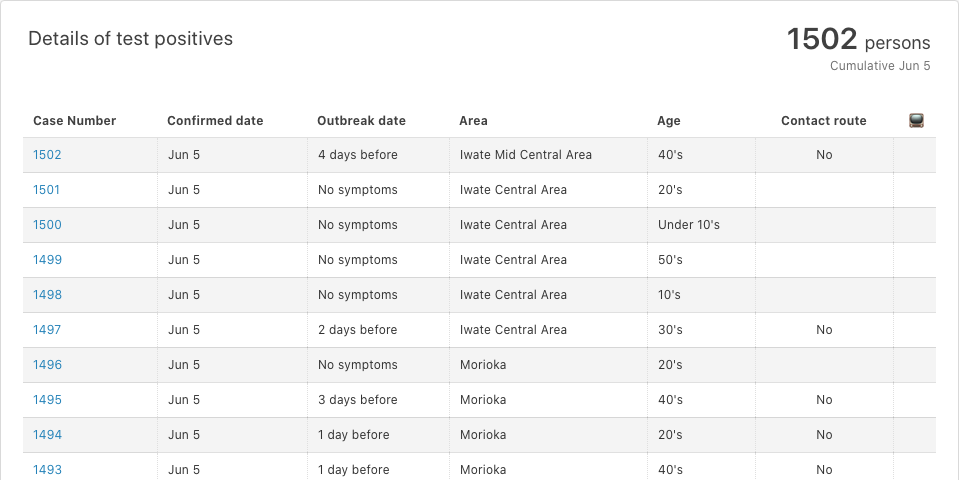 Details of test positives
1502 persons
Cumulative Jun 5
Case Number Confirmed date Outbreak date Area Age Contact route
1502 Jun 5 4 days before Iwate Mid Central Area 40's No
1501 Jun 5 No symptoms Iwate Central Area 20's
1500 Jun 5 No symptoms Iwate Central Area Under 10's
1499 Jun 5 No symptoms Iwate Central Area 50's
1498 Jun 5 No symptoms Iwate Central Area 10's
1497 Jun 5 2 days before Iwate Central Area 30's No
1496 Jun 5 No symptoms Morioka 20's
1495 Jun 5 3 days before Morioka 40's No
1494 Jun 5 1 day before Morioka 20's No
1493 Jun 5 1 day before Morioka 40's No